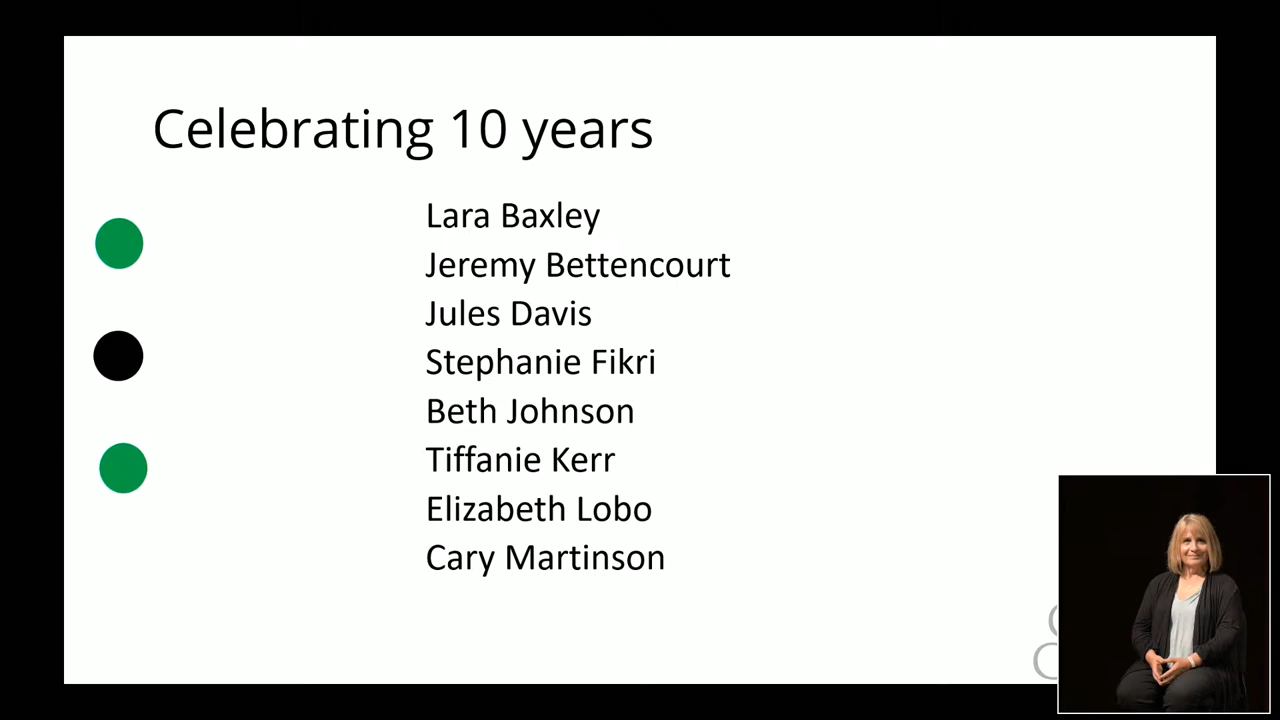 Celebrating 10 years
Lara Baxley
Jeremy Bettencourt
Jules Davis
Stephanie Fikri
Beth Johnson
Tiffanie Kerr
Elizabeth Lobo
Cary Martinson